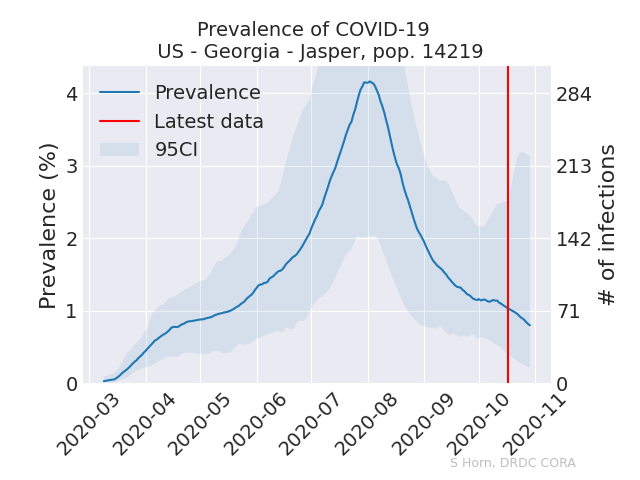 Prevalence of COVID-19
US - Georgia - Jasper, pop. 14219
Prevalence
Latest data
95CI
Prevalence (%)
4
3
2
1
0
284
213
142
71
0
# of infections
2020-03
2020-04
2020-05
2020-06
2020-07
2020-08
2020-09
2020-10
2020-11
S Horn, DRDC CORA